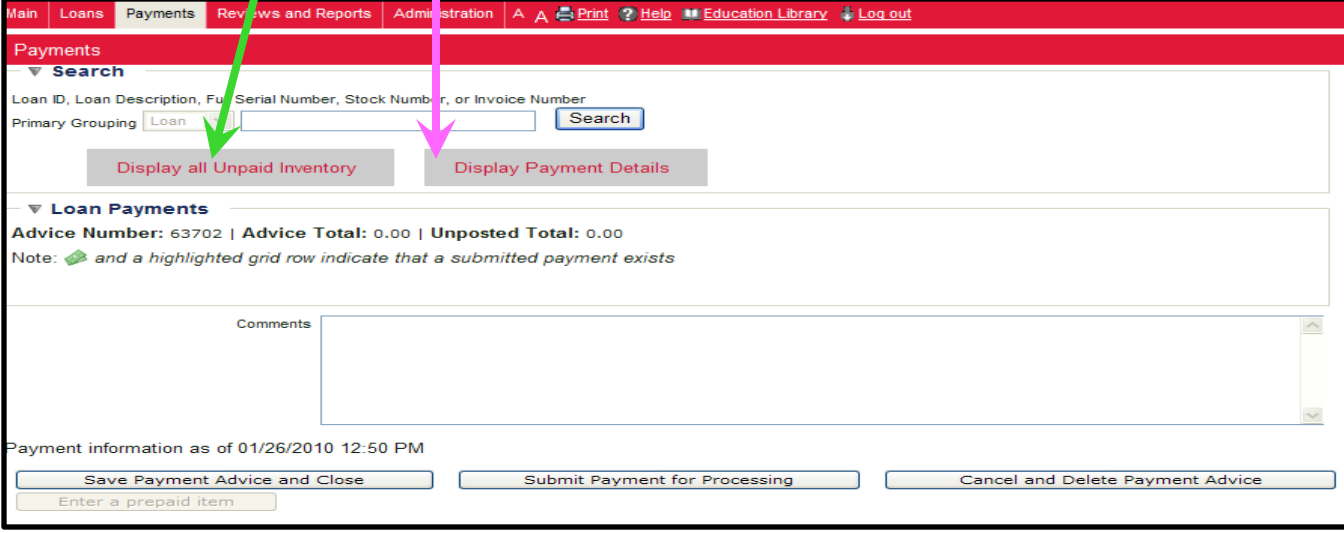 Main Loans Payments Reviews and Reports Administration A A Print Help Education Library Log out
Payments
Search
Loan ID, Loan Description, Full Serial Number, Stock Number, or Invoice Number
Primary Grouping Loan Search
Display all Unpaid Inventory Display Payment Details
Loan Payments
Advice Number: 63702 | Advice Total: 0.00 | Unposted Total: 0.00
Note: and a highlighted grid row indicate that a submitted payment exists
Comments
Payment information as of 01/26/2010 12:50 PM
Save Payment Advice and Close Submit Payment for Processing Cancel and Delete Payment Advice
Enter a prepaid item